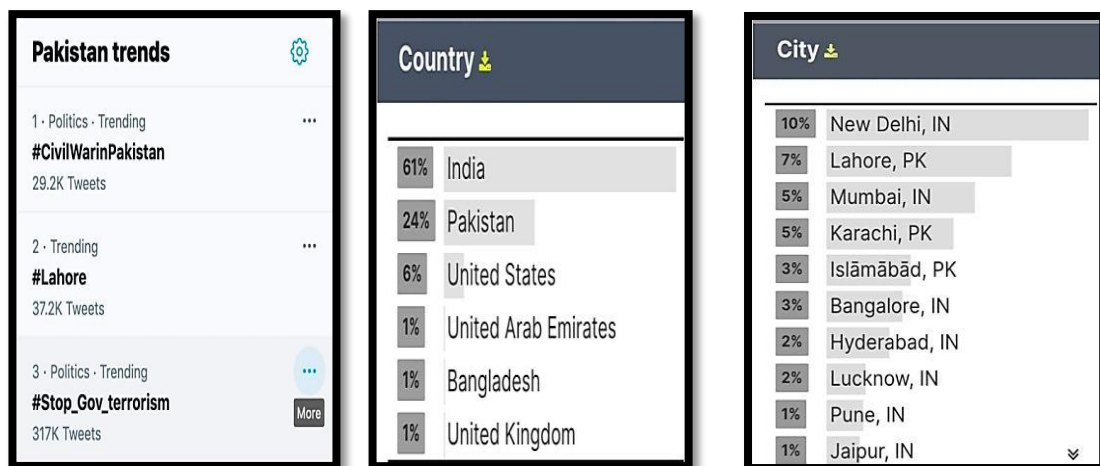 Pakistan trends
1 · Politics · Trending
#CivilWarinPakistan
29.2K Tweets
2 · Trending
#Lahore
37.2K Tweets
3 · Politics · Trending
#Stop_Gov_terrorism
More
317K Tweets
Country
61% India
24% Pakistan
6% United States
1% United Arab Emirates
1% Bangladesh
1% United Kingdom
City
10% New Delhi, IN
7% Lahore, PK
5% Mumbai, IN
5% Karachi, PK
3% Islāmābād, PK
3% Bangalore, IN
2% Hyderabad, IN
2% Lucknow, IN
1% Pune, IN
1% Jaipur, IN